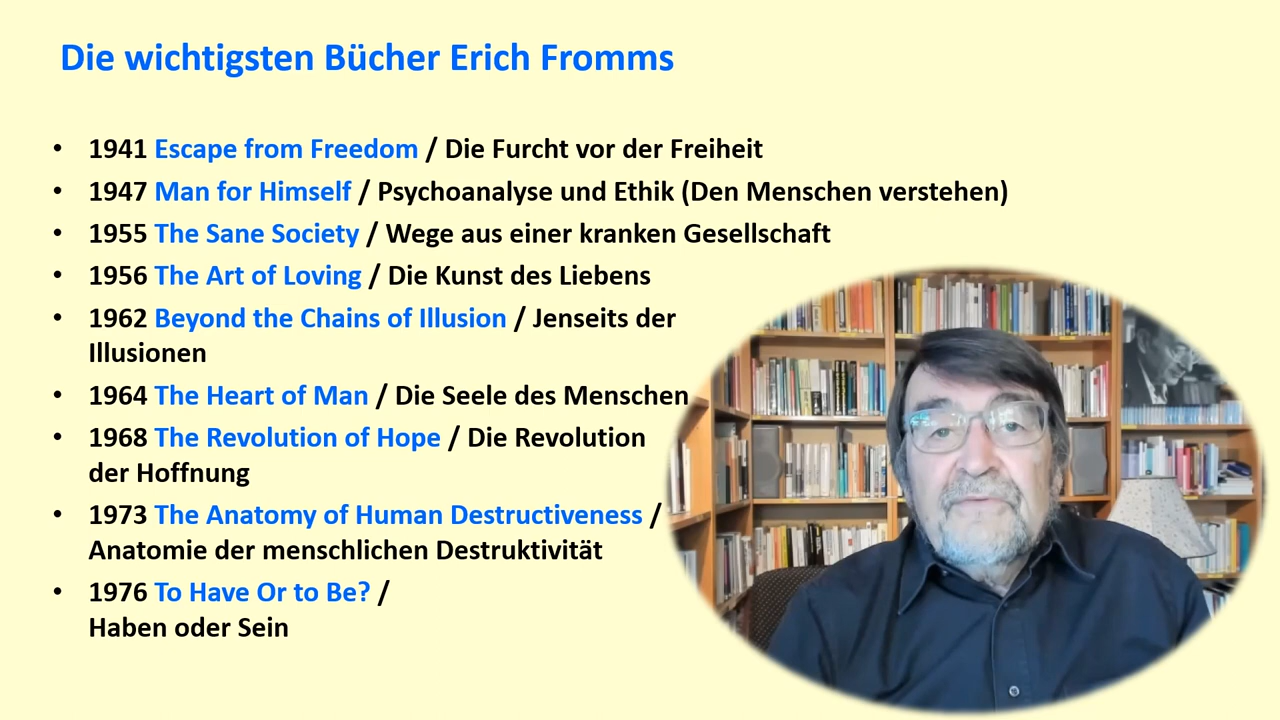 Die wichtigsten Bücher Erich Fromms
• 1941 Escape from Freedom / Die Furcht vor der Freiheit
• 1947 Man for Himself / Psychoanalyse und Ethik (Den Menschen verstehen)
• 1955 The Sane Society / Wege aus einer kranken Gesellschaft
• 1956 The Art of Loving / Die Kunst des Liebens
• 1962 Beyond the Chains of Illusion / Jenseits der
Illusionen
• 1964 The Heart of Man / Die Seele des Menschen
• 1968 The Revolution of Hope / Die Revolution
der Hoffnung
• 1973 The Anatomy of Human Destructiveness /
Anatomie der menschlichen Destruktivität
• 1976 To Have Or to Be? /
Haben oder Sein